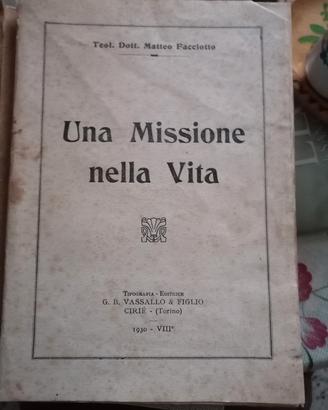 Teol. Dott. Matteo Facciotto
Una Missione
nella Vita
Tipografia - Editrice
G. B. VASSALLO & FIGLIO
CIRIÈ - (Torino)
1930 - VIII°